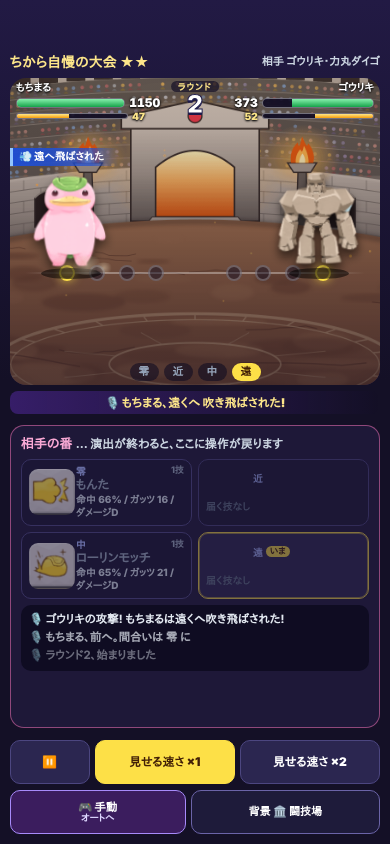 ちから自慢の大会 ★★
相手 ゴウリキ・力丸ダイゴ
もちまる
ラウンド
ゴウリキ
1150
2
373
47
52
💨 遠へ飛ばされた
零 近 中 遠
🎙️ もちまる、遠くへ 吹き飛ばされた!
相手の番 … 演出が終わると、ここに操作が戻ります
零
1技
もんた
命中 66% / ガッツ 16 /
ダメージD
近
届く技なし
中
1技
ローリンモッチ
命中 65% / ガッツ 21 /
ダメージD
遠 いま
届く技なし
🎙️ ゴウリキの攻撃! もちまるは遠くへ吹き飛ばされた!
🎙️ もちまる、前へ。間合いは 零 に
🎙️ ラウンド2、始まりました
⏸️
見せる速さ ×1
見せる速さ ×2
🎮 手動
オートへ
背景 🏛️ 闘技場